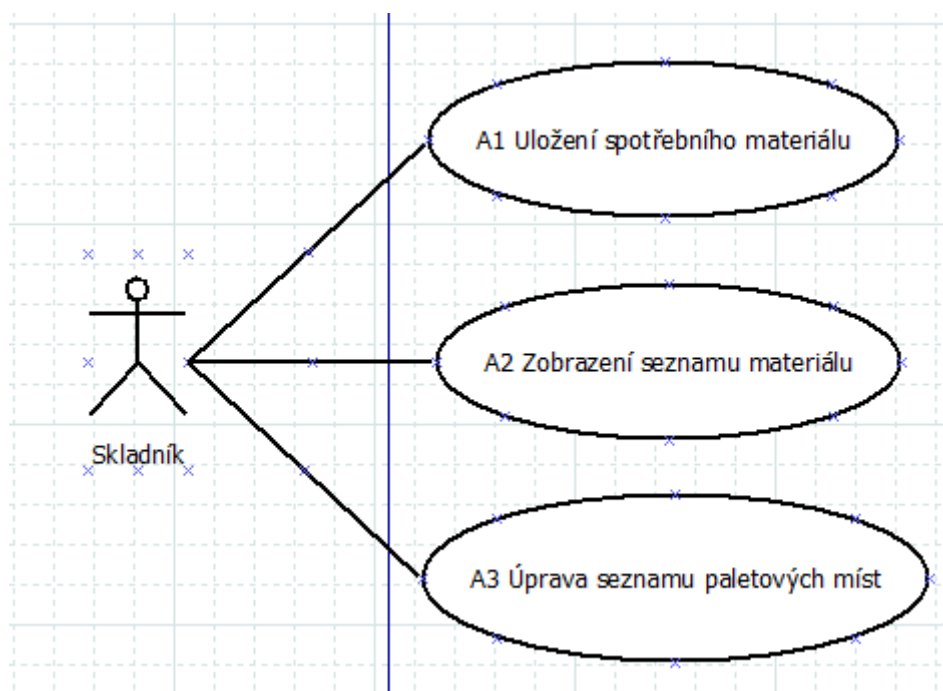 A1 Uložení spotřebního materiálu
A2 Zobrazení seznamu materiálu
Skladník
A3 Úprava seznamu paletových míst